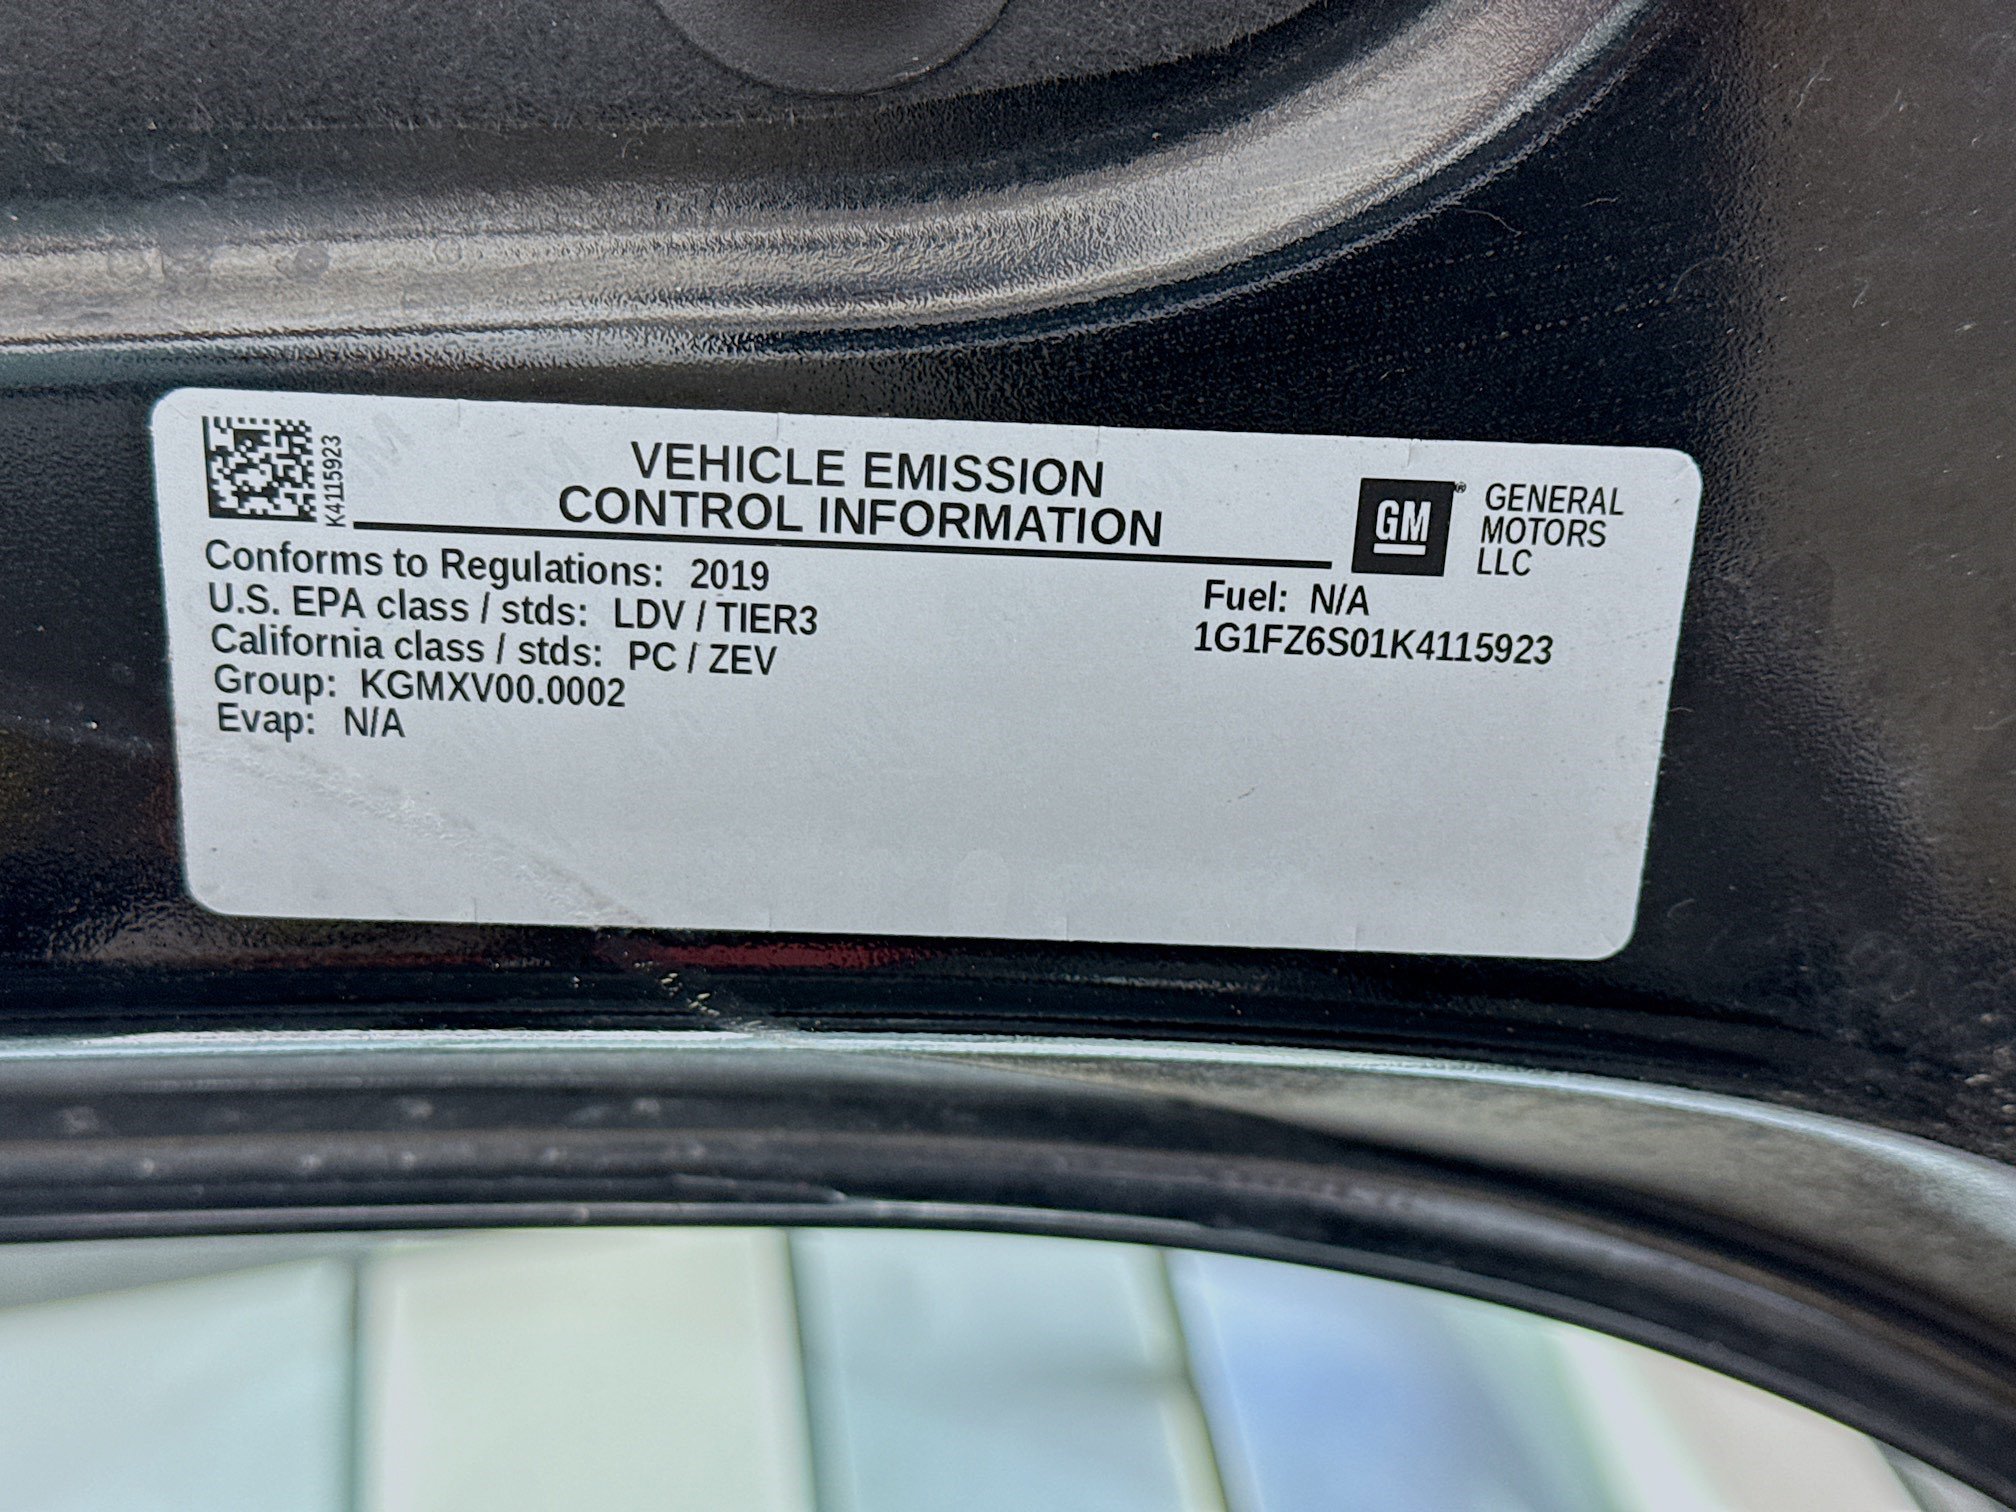 K4115923
VEHICLE EMISSION
CONTROL INFORMATION
GM®
GENERAL
MOTORS
LLC
Conforms to Regulations: 2019
U.S. EPA class / stds: LDV / TIER3
California class / stds: PC / ZEV
Group: KGMXV00.0002
Evap: N/A
Fuel: N/A
1G1FZ6S01K4115923